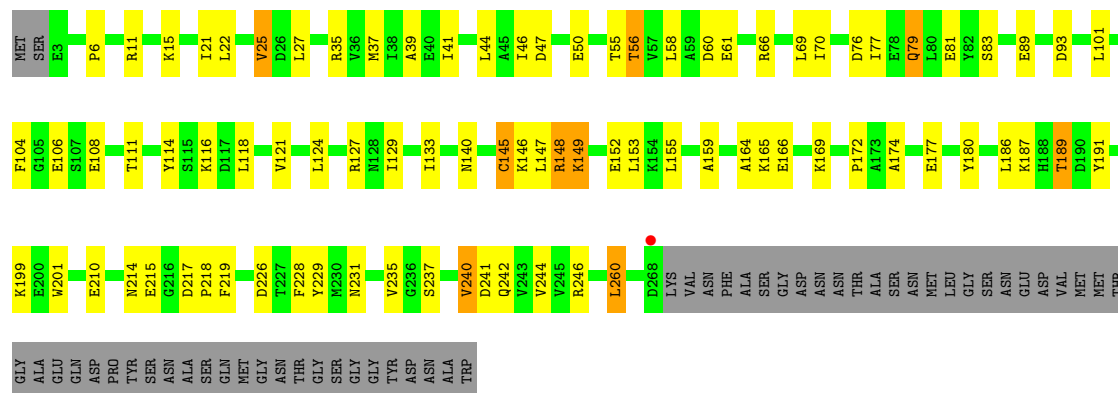 MET SER E3 P6 R11 K15 I21 L22 V25 D26 L27 R35 V36 M37 I38 A39 E40 I41 L44 A45 I46 D47 E50 T55 T56 V57 L58 A59 D60 E61 R66 L69 I70 D76 I77 E78 Q79 L80 E81 Y82 S83 E89 D93 L101
F104 G105 E106 S107 E108 T111 Y114 S115 K116 D117 L118 V121 L124 R127 N128 I129 I133 N140 C145 K146 L147 R148 K149 E152 L153 K154 L155 A159 A164 K165 E166 K169 P172 A173 A174 E177 Y180 L186 K187 H188 T189 D190 Y191
K199 E200 W201 E210 N214 E215 G216 D217 P218 F219 D226 T227 F228 Y229 M230 N231 V235 G236 S237 V240 D241 Q242 V243 V244 V245 R246 L260 D268 LYS VAL ASN PHE ALA SER GLY ASP ASN ASN THR ALA SER ASN MET LEU GLY SER ASN GLU ASP VAL MET MET THR
GLY ALA GLU GLN ASP PRO TYR SER ASN ALA SER GLN MET GLY ASN THR GLY SER GLY GLY TYR ASP ASN ALA TRP